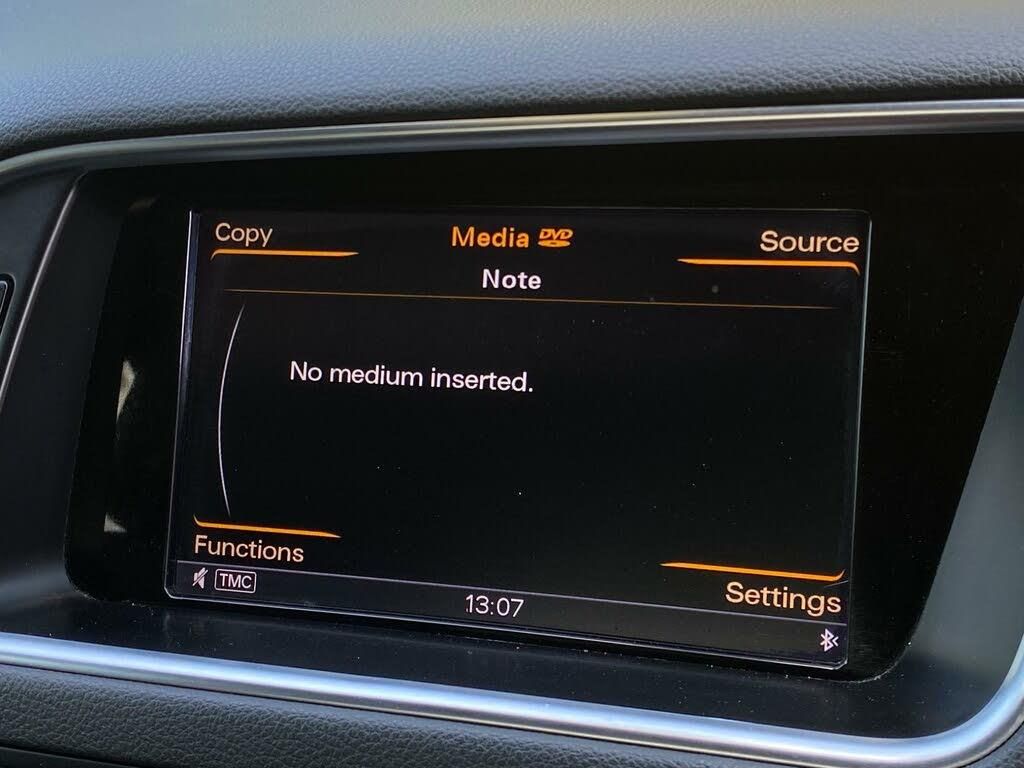 Copy
Media DVD
Source
Note
No medium inserted.
Functions
Settings
TMC
13:07